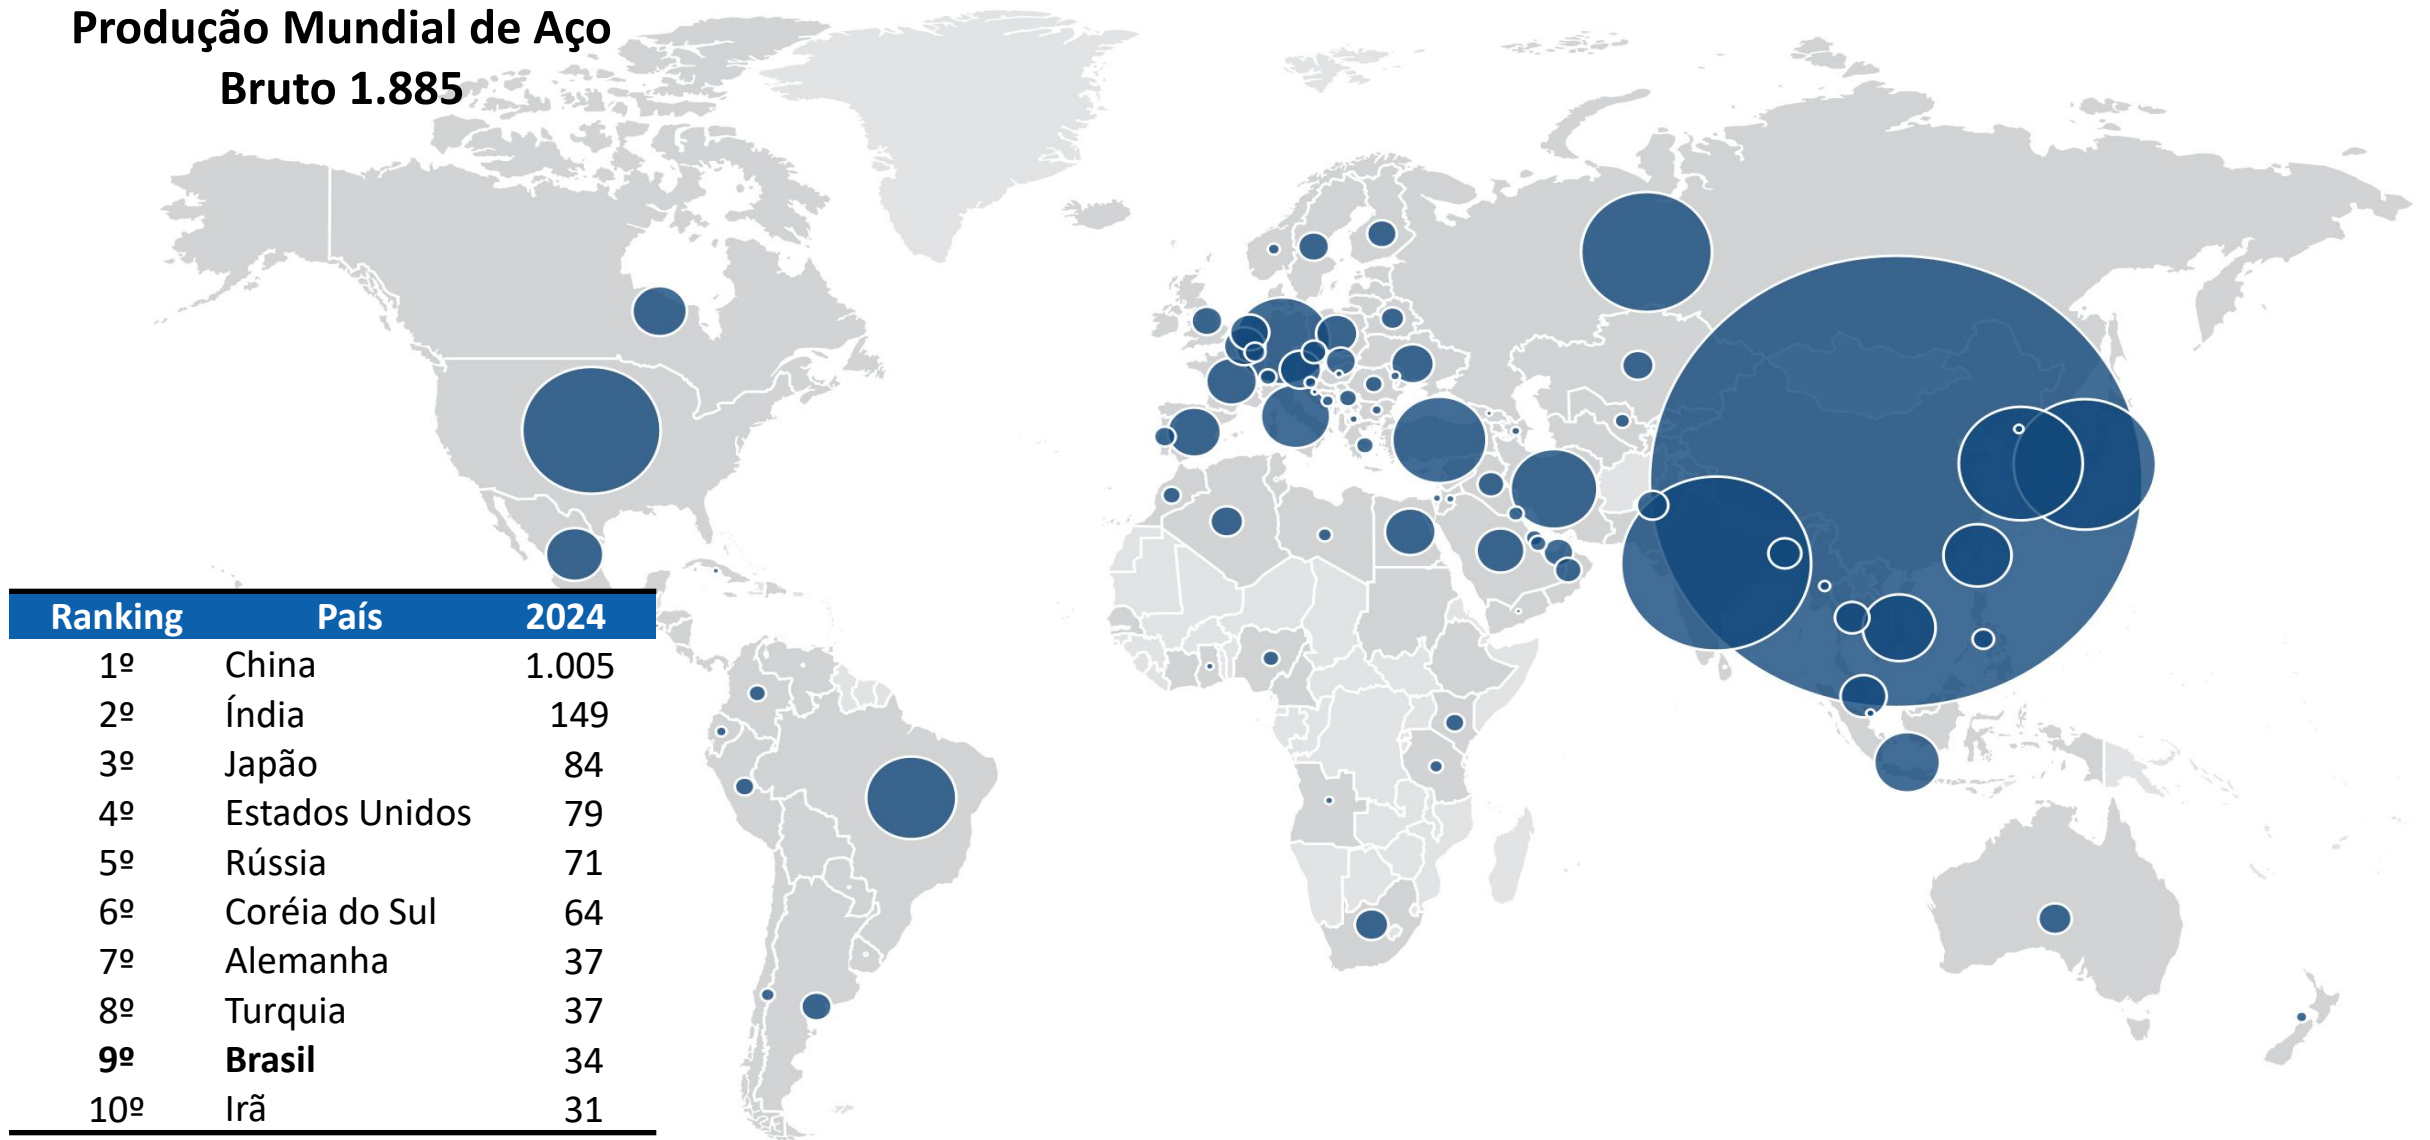 Produção Mundial de Aço
Bruto 1.885
Ranking País 2024
1º China 1.005
2º Índia 149
3º Japão 84
4º Estados Unidos 79
5º Rússia 71
6º Coréia do Sul 64
7º Alemanha 37
8º Turquia 37
9º Brasil 34
10º Irã 31